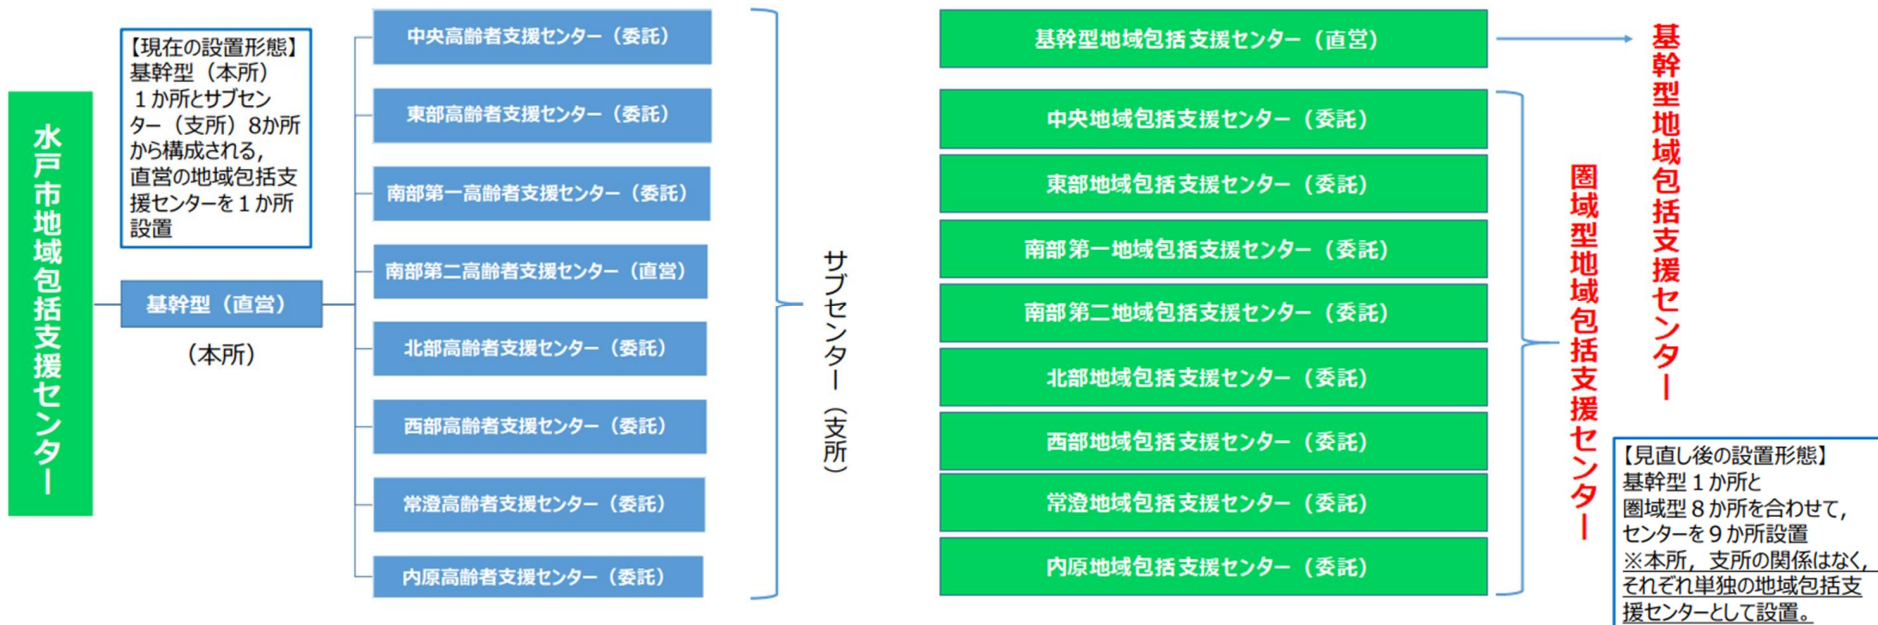 水戸市地域包括支援センター
【現在の設置形態】
基幹型（本所）
１か所とサブセン
ター（支所）8か所
から構成される，
直営の地域包括支
援センターを１か所
設置
基幹型（直営）
（本所）
中央高齢者支援センター（委託）
東部高齢者支援センター（委託）
南部第一高齢者支援センター（委託）
南部第二高齢者支援センター（直営）
北部高齢者支援センター（委託）
西部高齢者支援センター（委託）
常澄高齢者支援センター（委託）
内原高齢者支援センター（委託）
サブセンター（支所）
基幹型地域包括支援センター（直営）
中央地域包括支援センター（委託）
東部地域包括支援センター（委託）
南部第一地域包括支援センター（委託）
南部第二地域包括支援センター（委託）
北部地域包括支援センター（委託）
西部地域包括支援センター（委託）
常澄地域包括支援センター（委託）
内原地域包括支援センター（委託）
圏域型地域包括支援センター
基幹型地域包括支援センター
【見直し後の設置形態】
基幹型１か所と
圏域型８か所を合わせて，
センターを９か所設置
※本所，支所の関係はなく，
それぞれ単独の地域包括支
援センターとして設置。